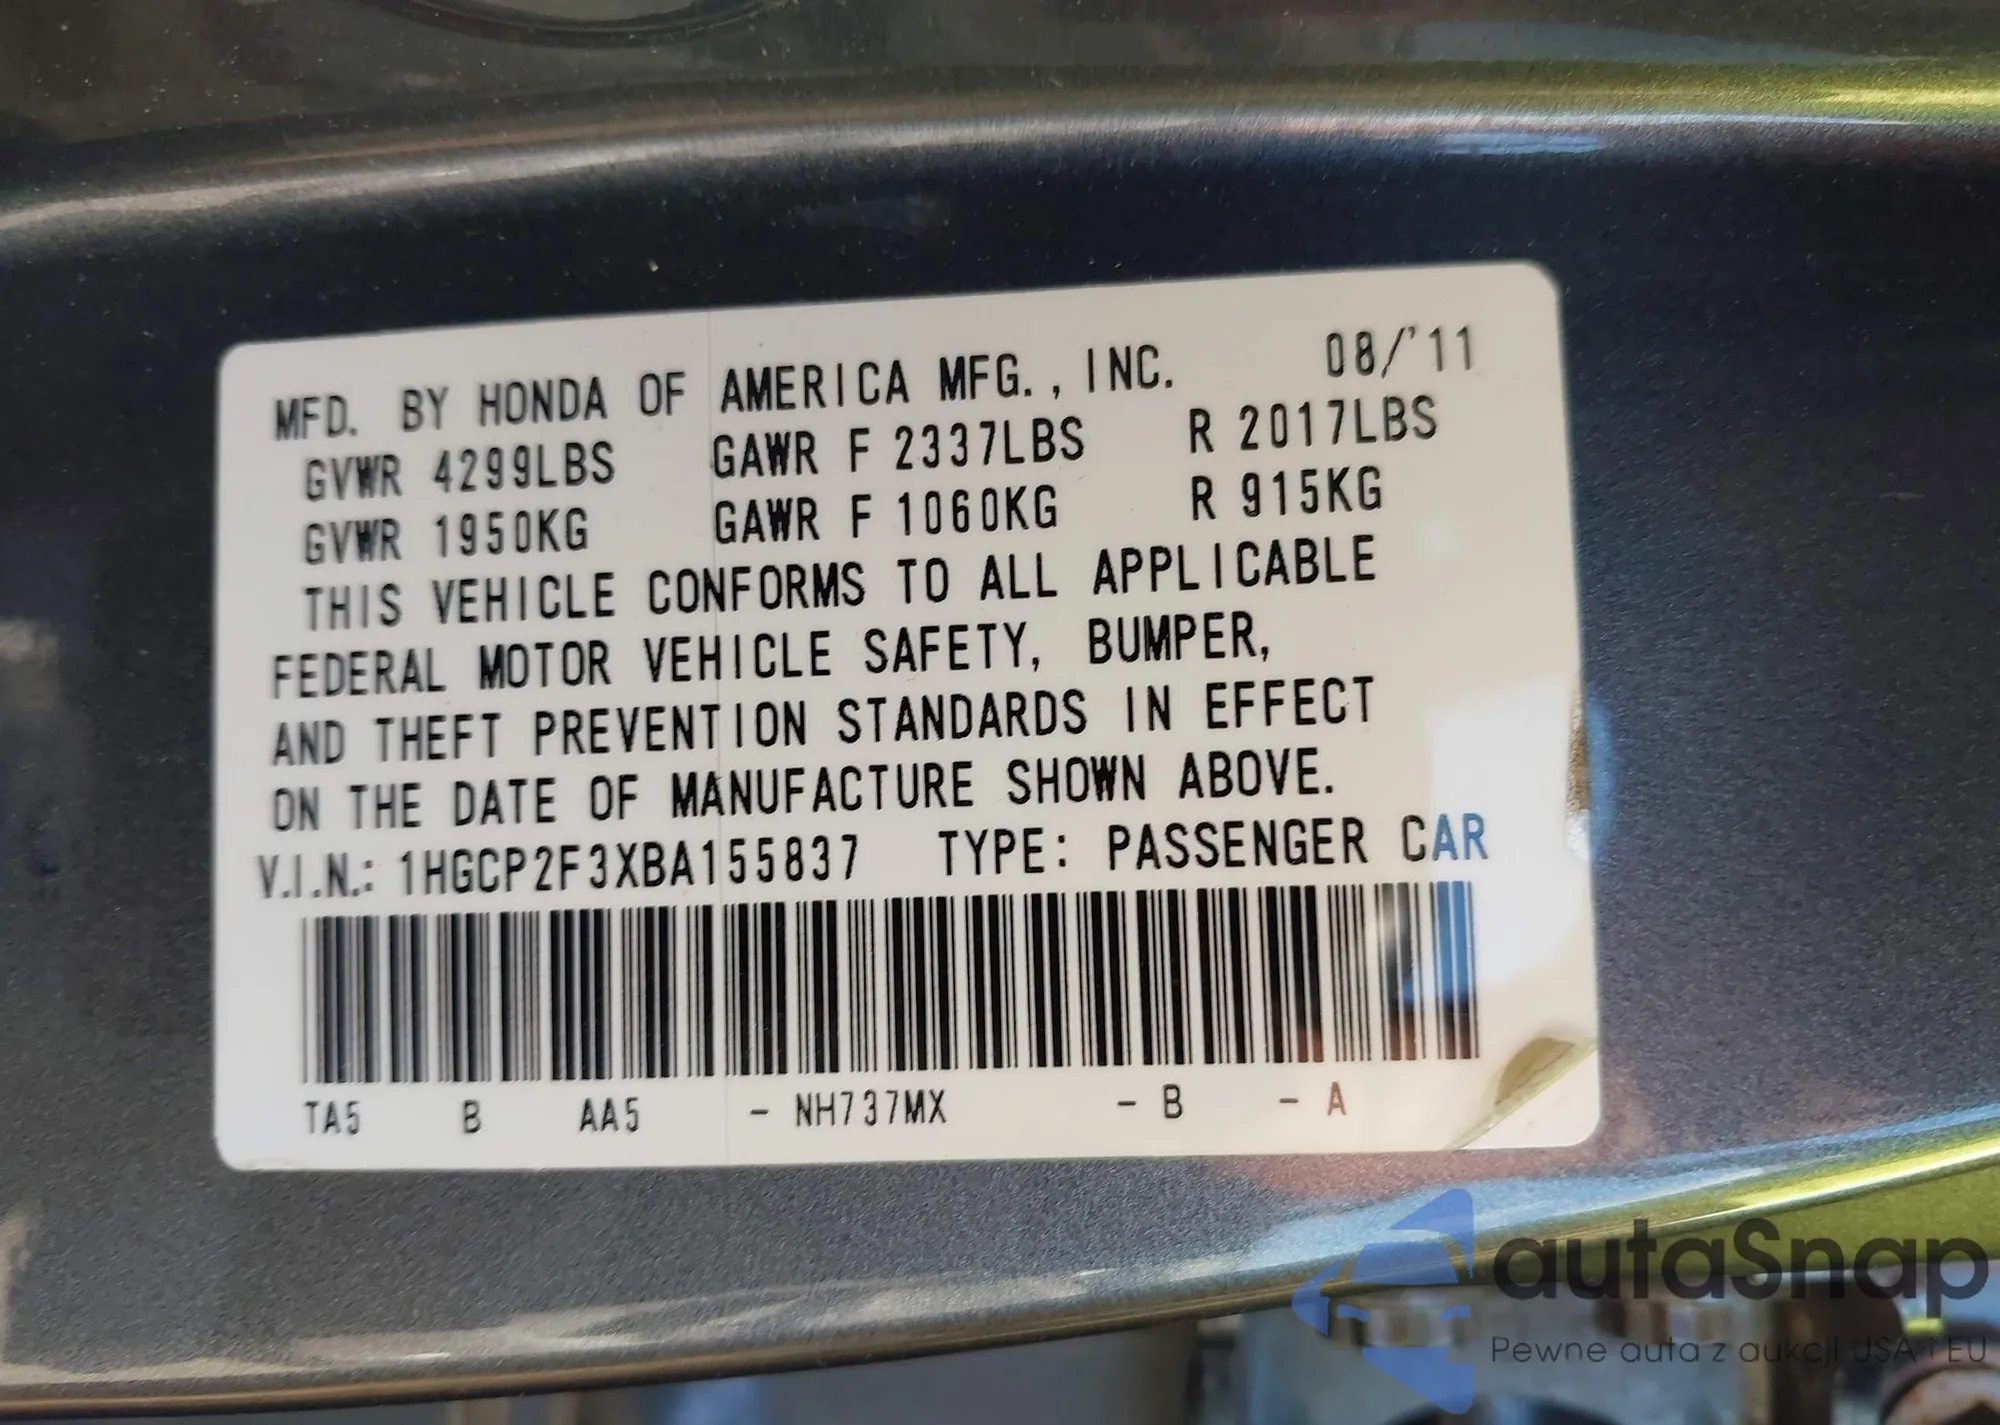 MFD. BY HONDA OF AMERICA MFG., INC. 08/'11
GVWR 4299LBS GAWR F 2337LBS R 2017LBS
GVWR 1950KG GAWR F 1060KG R 915KG
THIS VEHICLE CONFORMS TO ALL APPLICABLE
FEDERAL MOTOR VEHICLE SAFETY, BUMPER,
AND THEFT PREVENTION STANDARDS IN EFFECT
ON THE DATE OF MANUFACTURE SHOWN ABOVE.
V.I.N.: 1HGCP2F3XBA155837 TYPE: PASSENGER CAR
TA5 B AA5 - NH737MX - B - A
autaSnap
Pewne auta z aukcji USA i EU